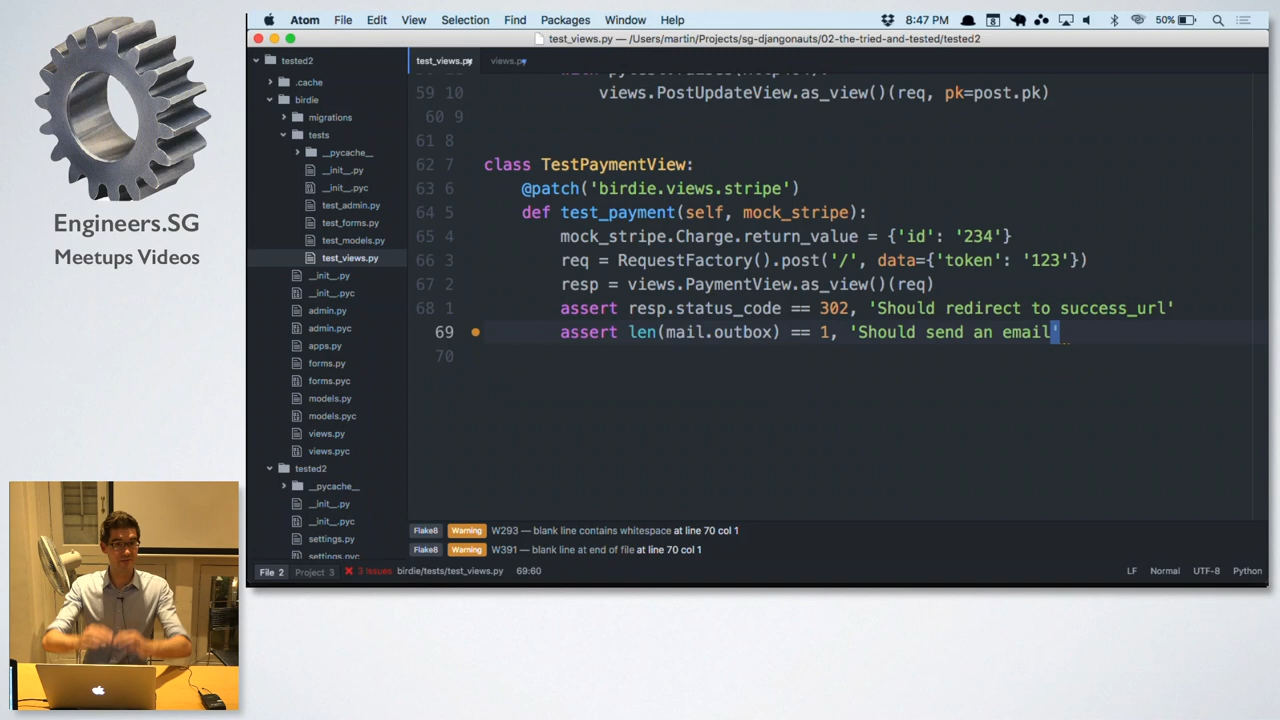 Engineers.SG
Meetups Videos
Atom File Edit View Selection Find Packages Window Help
8:47 PM
50%
test_views.py — /Users/martin/Projects/sg-djangonauts/02-the-tried-and-tested/tested2
tested2
.cache
birdie
migrations
tests
__pycache__
__init__.py
__init__.pyc
test_admin.py
test_forms.py
test_models.py
test_views.py
__init__.py
__init__.pyc
admin.py
admin.pyc
apps.py
forms.py
forms.pyc
models.py
models.pyc
views.py
views.pyc
tested2
__pycache__
__init__.py
__init__.pyc
settings.py
settings.pyc
test_views.py
views.py
59 10 views.PostUpdateView.as_view()(req, pk=post.pk)
60 9
61 8
62 7 class TestPaymentView:
63 6 @patch('birdie.views.stripe')
64 5 def test_payment(self, mock_stripe):
65 4 mock_stripe.Charge.return_value = {'id': '234'}
66 3 req = RequestFactory().post('/', data={'token': '123'})
67 2 resp = views.PaymentView.as_view()(req)
68 1 assert resp.status_code == 302, 'Should redirect to success_url'
69 assert len(mail.outbox) == 1, 'Should send an email'
70
Flake8 Warning W293 — blank line contains whitespace at line 70 col 1
Flake8 Warning W391 — blank line at end of file at line 70 col 1
File 2 Project 3 3 Issues birdie/tests/test_views.py 69:60 LF Normal UTF-8 Python